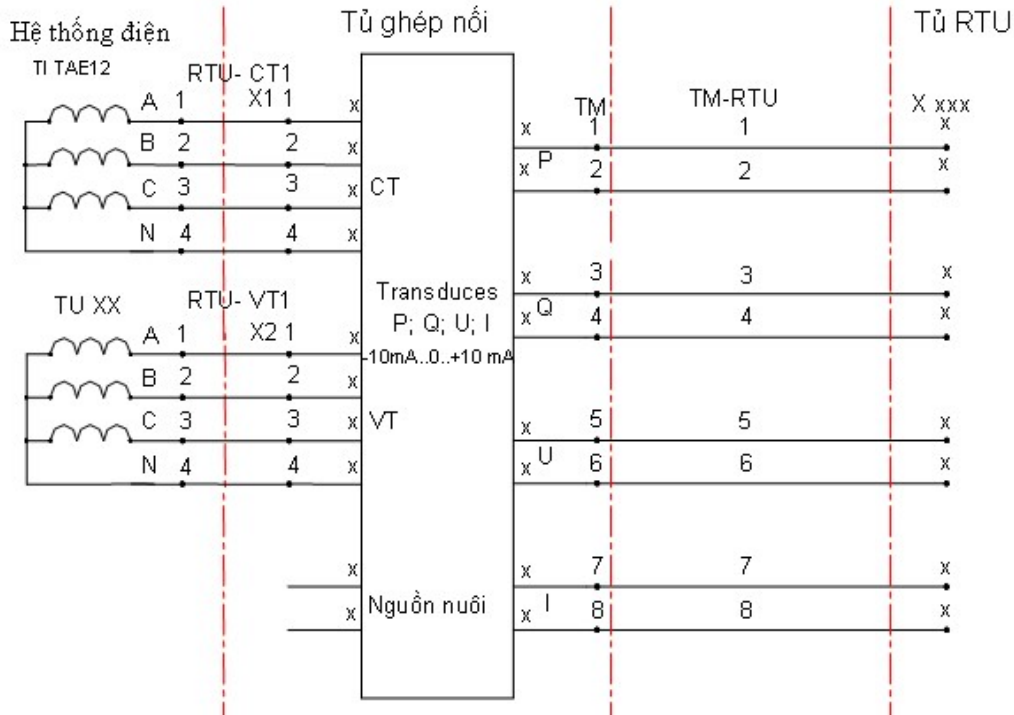 Hệ thống điện
Tủ ghép nối
Tủ RTU
TI TAE12
RTU- CT1
A 1 X1 1 x
B 2 2 x
C 3 3 x CT
N 4 4 x
TU XX
RTU- VT1
A 1 X2 1 x
B 2 2 x
C 3 3 x VT
N 4 4 x
x
x Nguồn nuôi
Transduces
P; Q; U; I
-10mA..0..+10 mA
TM
TM-RTU
X xxx
x 1 1 x
x P 2 2 x
x 3 3 x
x Q 4 4 x
x 5 5 x
x U 6 6 x
x 7 7 x
x I 8 8 x